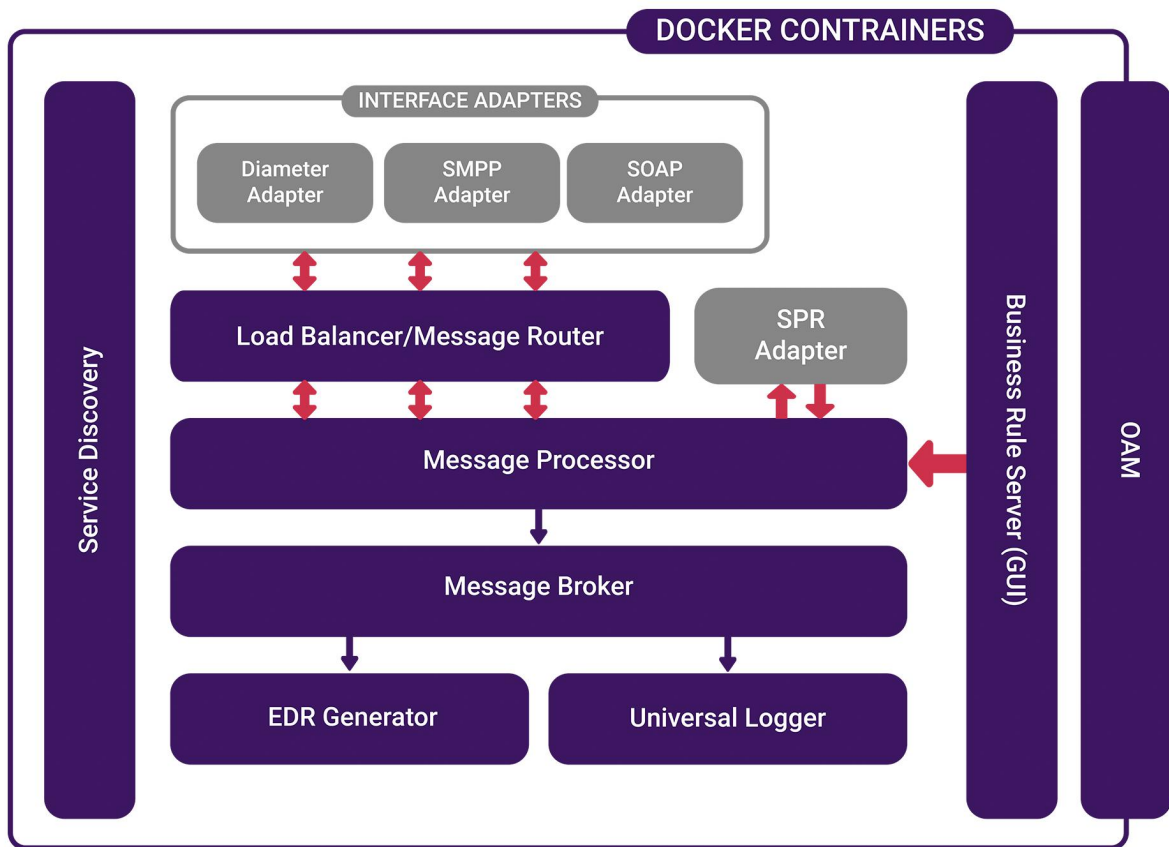 DOCKER CONTRAINERS
INTERFACE ADAPTERS
Diameter
Adapter
SMPP
Adapter
SOAP
Adapter
Load Balancer/Message Router
SPR
Adapter
Message Processor
Message Broker
EDR Generator
Universal Logger
Service Discovery
Business Rule Server (GUI)
OAM